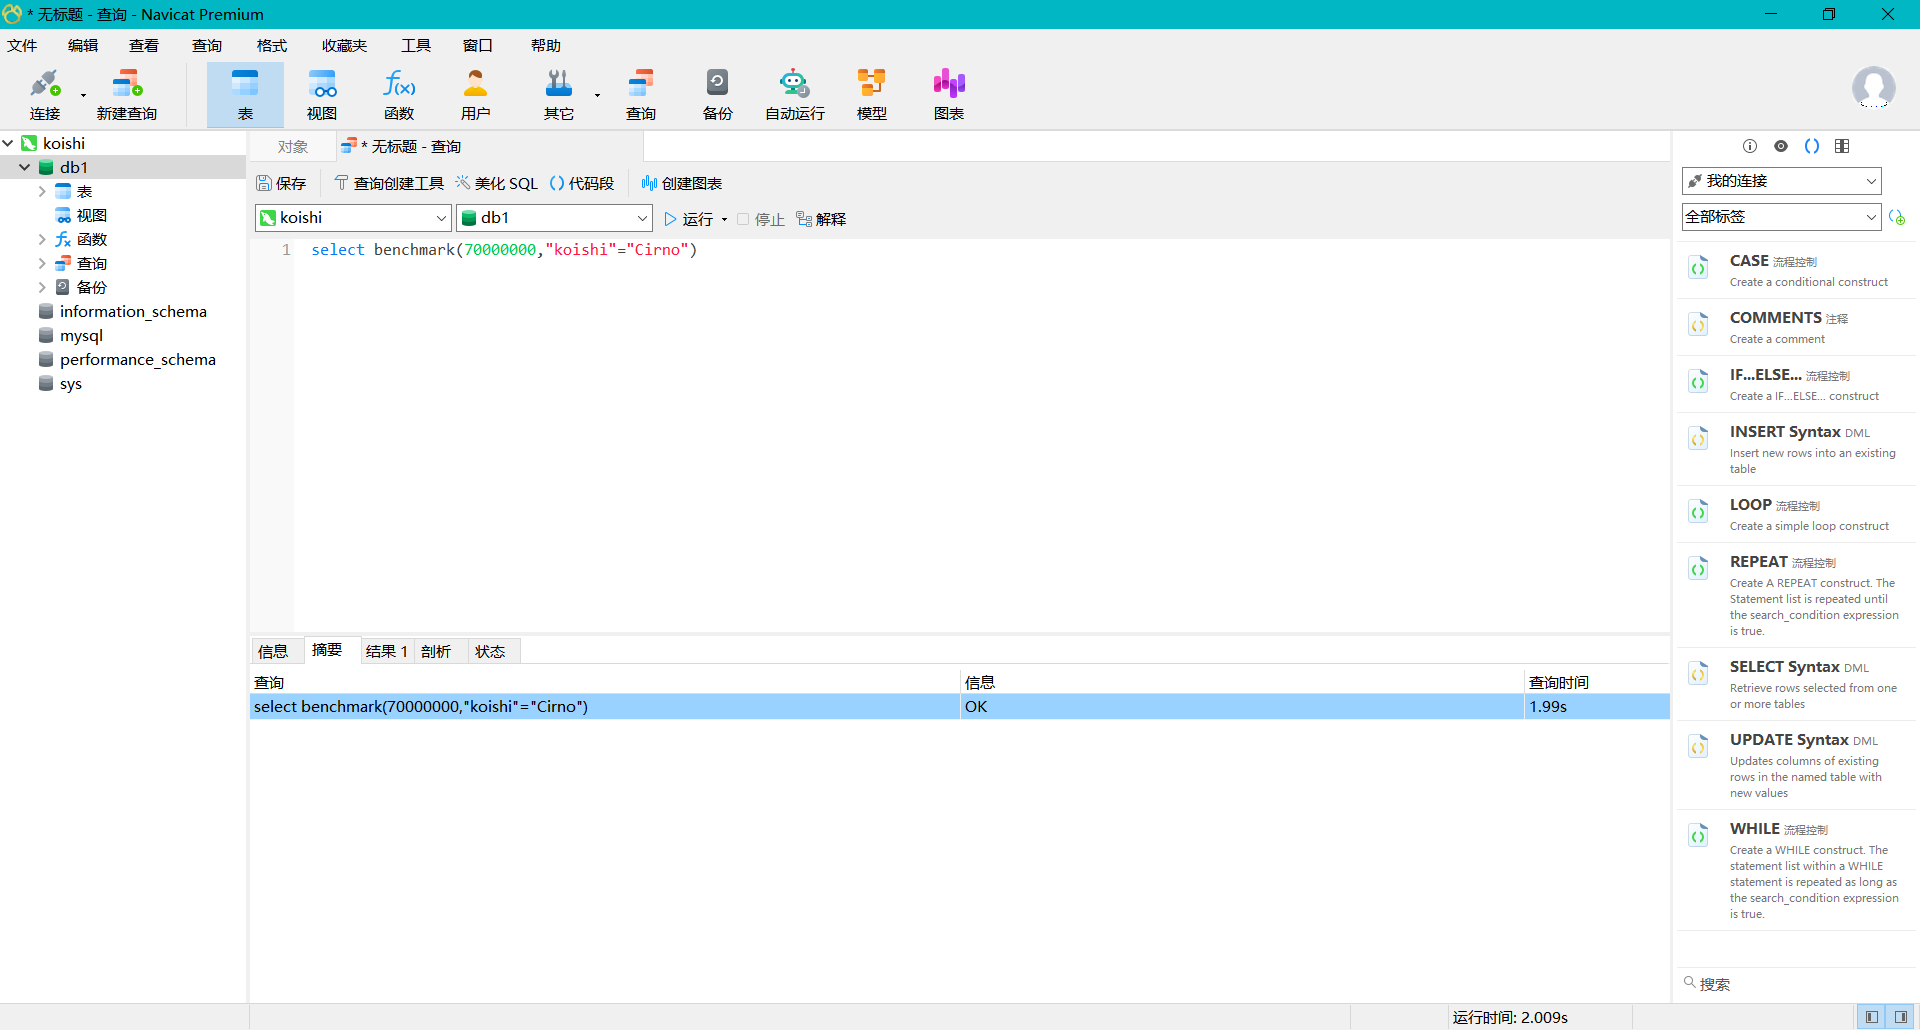 * 无标题 - 查询 - Navicat Premium
文件 编辑 查看 查询 格式 收藏夹 工具 窗口 帮助
连接 新建查询 表 视图 函数 用户 其它 查询 备份 自动运行 模型 图表
koishi
db1
表
视图
函数
查询
备份
information_schema
mysql
performance_schema
sys
对象 * 无标题 - 查询
保存 查询创建工具 美化 SQL () 代码段 创建图表
koishi db1 运行 停止 解释
1 select benchmark(70000000,"koishi"="Cirno")
信息 摘要 结果 1 剖析 状态
查询 信息 查询时间
select benchmark(70000000,"koishi"="Cirno") OK 1.99s
我的连接
全部标签
CASE 流程控制
Create a conditional construct
COMMENTS 注释
Create a comment
IF...ELSE... 流程控制
Create a IF...ELSE... construct
INSERT Syntax DML
Insert new rows into an existing
table
LOOP 流程控制
Create a simple loop construct
REPEAT 流程控制
Create A REPEAT construct. The
Statement list is repeated until
the search_condition expression
is true.
SELECT Syntax DML
Retrieve rows selected from one
or more tables
UPDATE Syntax DML
Updates columns of existing
rows in the named table with
new values
WHILE 流程控制
Create a WHILE construct. The
statement list within a WHILE
statement is repeated as long as
the search_condition expression
is true.
搜索
运行时间: 2.009s